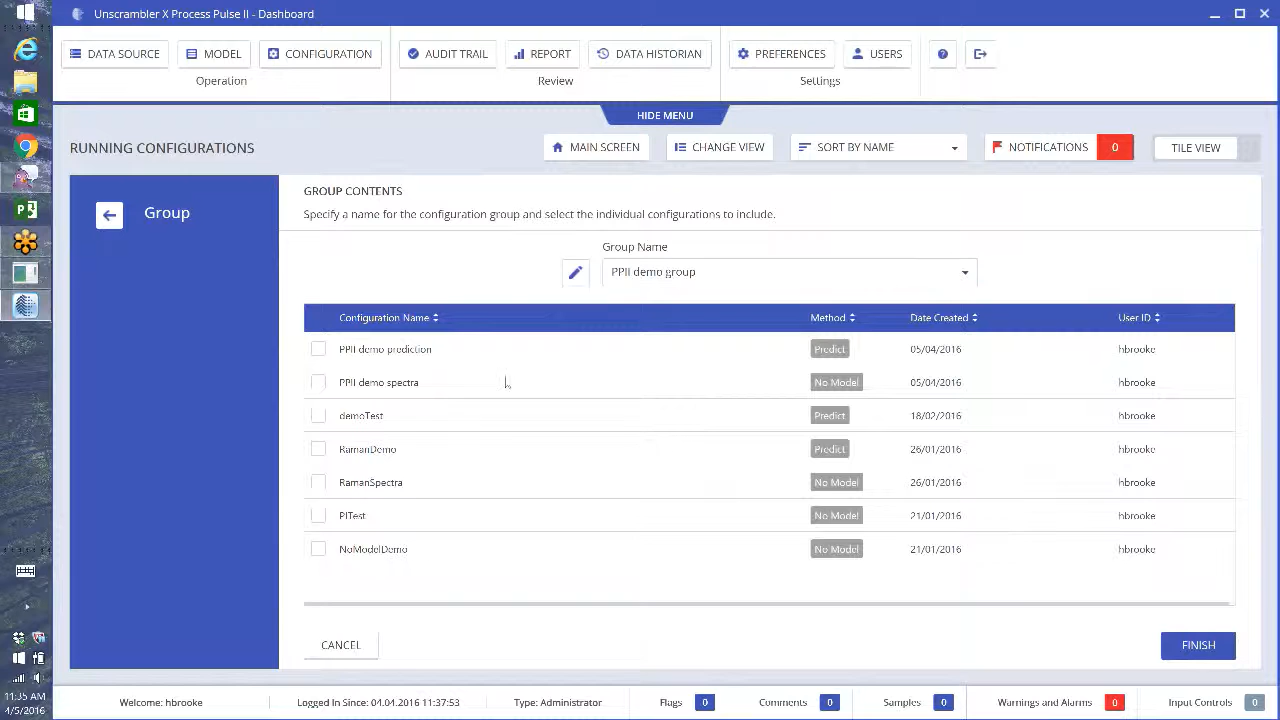 Unscrambler X Process Pulse II - Dashboard
DATA SOURCE MODEL CONFIGURATION AUDIT TRAIL REPORT DATA HISTORIAN PREFERENCES USERS ?
Operation Review Settings
HIDE MENU
RUNNING CONFIGURATIONS MAIN SCREEN CHANGE VIEW SORT BY NAME NOTIFICATIONS 0 TILE VIEW
Group
GROUP CONTENTS
Specify a name for the configuration group and select the individual configurations to include.
Group Name
PPII demo group
Configuration Name Method Date Created User ID
PPII demo prediction Predict 05/04/2016 hbrooke
PPII demo spectra No Model 05/04/2016 hbrooke
demoTest Predict 18/02/2016 hbrooke
RamanDemo Predict 26/01/2016 hbrooke
RamanSpectra No Model 26/01/2016 hbrooke
PITest No Model 21/01/2016 hbrooke
NoModelDemo No Model 21/01/2016 hbrooke
CANCEL FINISH
Welcome: hbrooke Logged In Since: 04.04.2016 11:37:53 Type: Administrator Flags 0 Comments 0 Samples 0 Warnings and Alarms 0 Input Controls 0
11:35 AM
4/5/2016